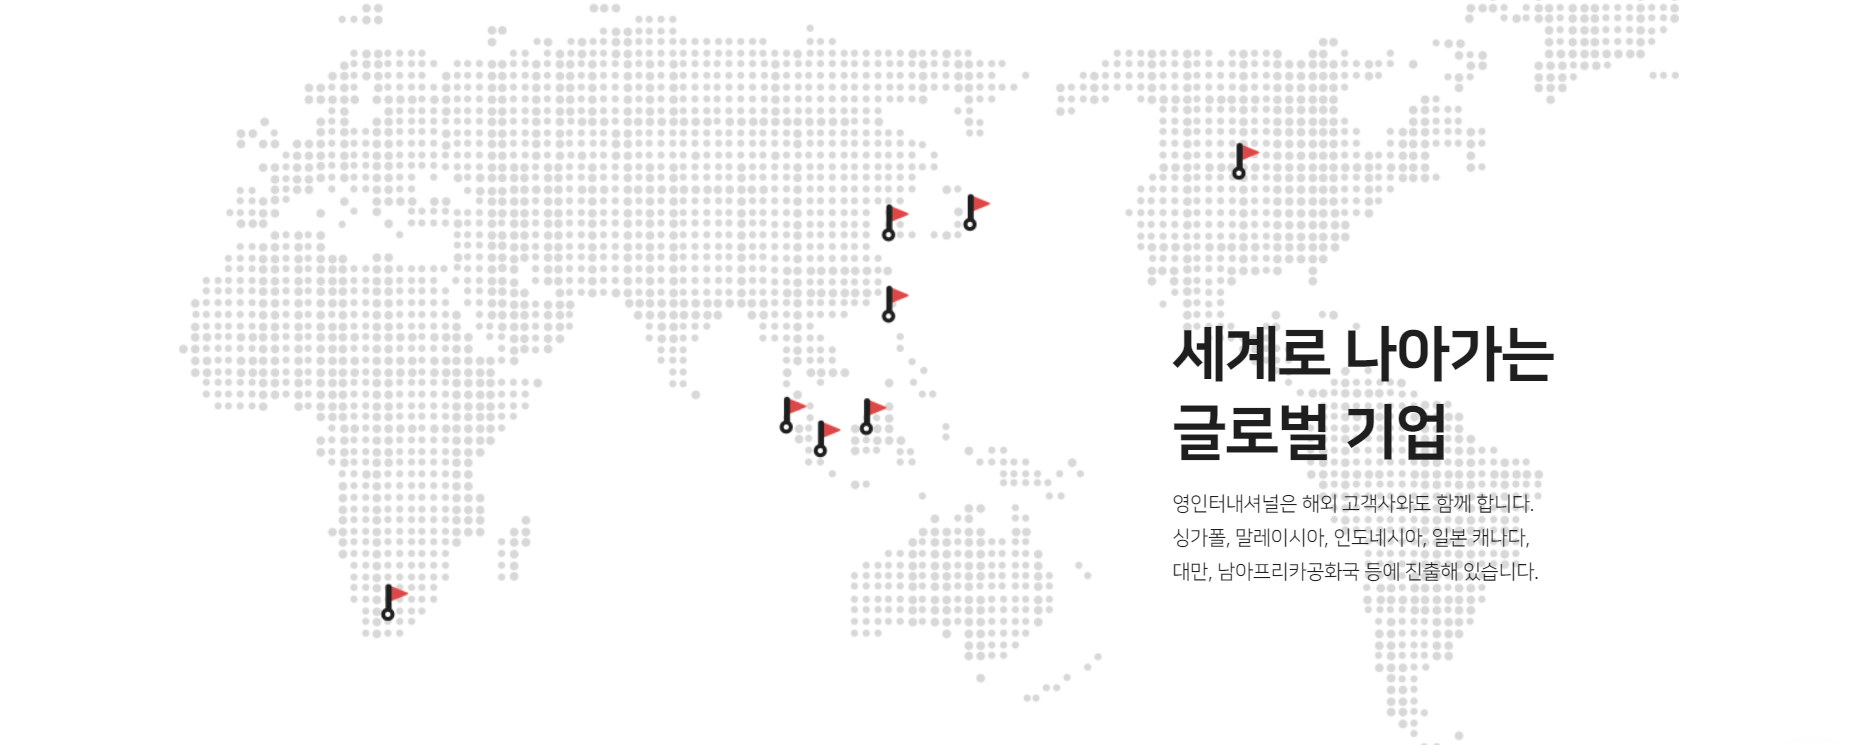 세계로 나아가는
글로벌 기업
영인터내셔널은 해외 고객사와도 함께 합니다.
싱가폴, 말레이시아, 인도네시아, 일본 캐나다,
대만, 남아프리카공화국 등에 진출해 있습니다.